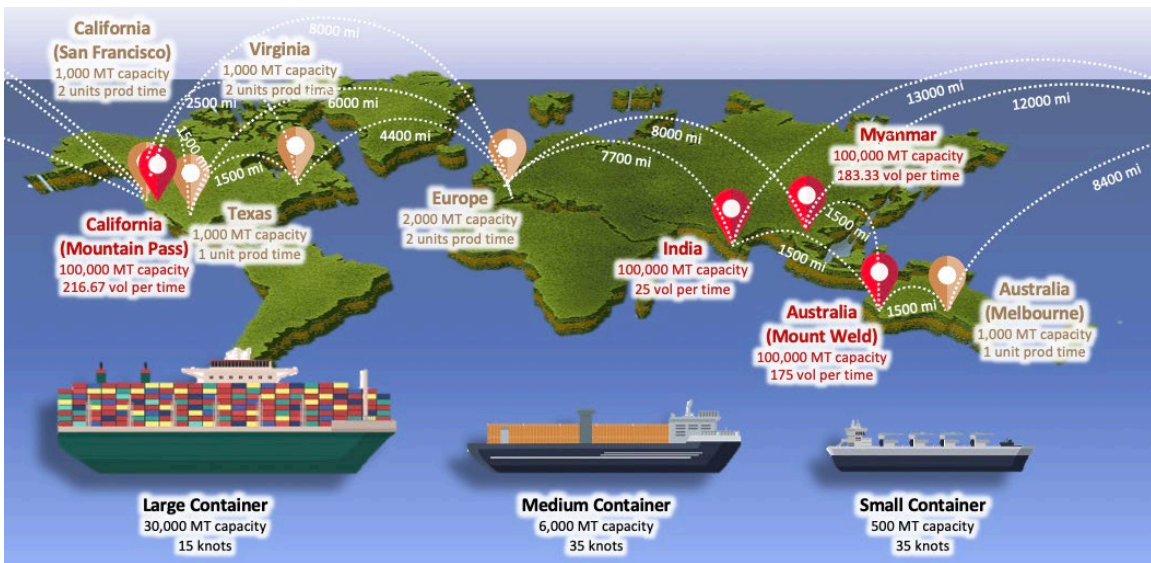 California
(San Francisco)
1,000 MT capacity
2 units prod time
8000 mi
Virginia
1,000 MT capacity
2 units prod time
2500 mi
6000 mi
1500 mi
1500 mi
4400 mi
13000 mi
12000 mi
8000 mi
7700 mi
8400 mi
Myanmar
100,000 MT capacity
183.33 vol per time
Europe
2,000 MT capacity
2 units prod time
California
(Mountain Pass)
100,000 MT capacity
216.67 vol per time
Texas
1,000 MT capacity
1 unit prod time
India
100,000 MT capacity
25 vol per time
1500 mi
1500 mi
1500 mi
Australia
(Mount Weld)
100,000 MT capacity
175 vol per time
Australia
(Melbourne)
1,000 MT capacity
1 unit prod time
Large Container
30,000 MT capacity
15 knots
Medium Container
6,000 MT capacity
35 knots
Small Container
500 MT capacity
35 knots